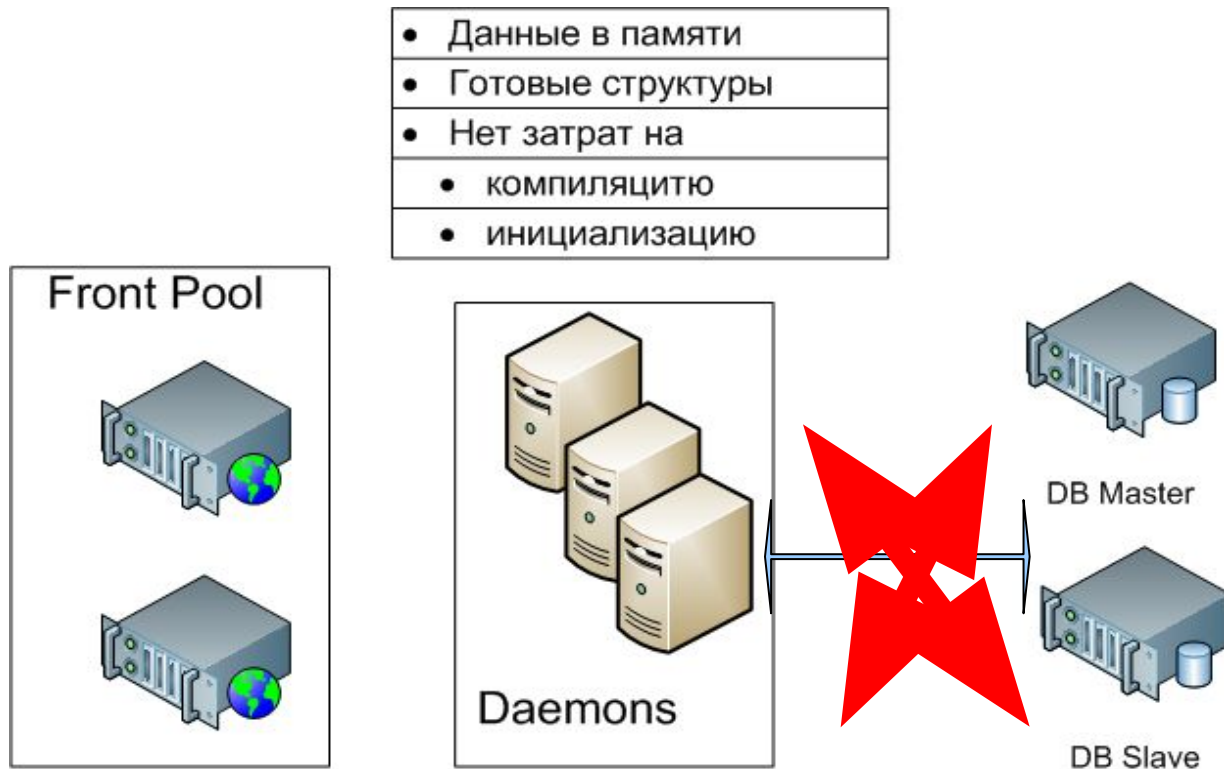 • Данные в памяти
• Готовые структуры
• Нет затрат на
• компиляцитю
• инициализацию
Front Pool
Daemons
DB Master
DB Slave